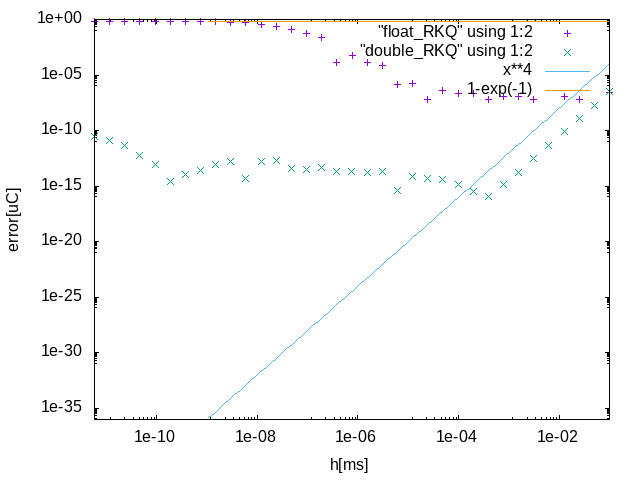 1e+00
1e-05
1e-10
1e-15
1e-20
1e-25
1e-30
1e-35
error[uC]
"float_RKQ" using 1:2
"double_RKQ" using 1:2
x**4
1-exp(-1)
1e-10 1e-08 1e-06 1e-04 1e-02
h[ms]